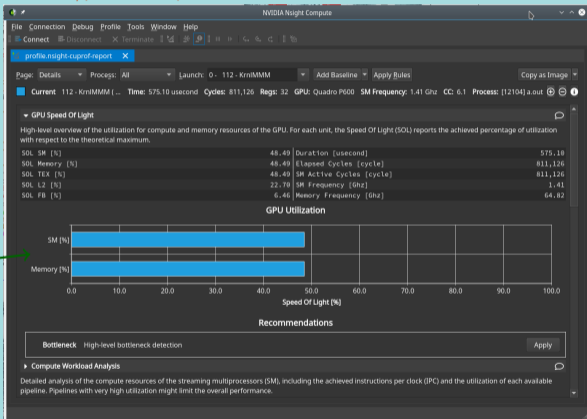 NVIDIA Nsight Compute
File Connection Debug Profile Tools Window Help
Connect Disconnect Terminate
profile.nsight-cuprof-report X
Page: Details Process: All Launch: 0 - 112 - KrnlMMM Add Baseline Apply Rules Copy as Image
Current 112 - KrnlMMM ( ... Time: 575.10 usecond Cycles: 811,126 Regs: 32 GPU: Quadro P600 SM Frequency: 1.41 Ghz CC: 6.1 Process: [12104] a.out
GPU Speed Of Light
High-level overview of the utilization for compute and memory resources of the GPU. For each unit, the Speed Of Light (SOL) reports the achieved percentage of utilization
with respect to the theoretical maximum.
SOL SM [%] 48.49 Duration [usecond] 575.10
SOL Memory [%] 48.49 Elapsed Cycles [cycle] 811,126
SOL TEX [%] 48.49 SM Active Cycles [cycle] 811,126
SOL L2 [%] 22.70 SM Frequency [Ghz] 1.41
SOL FB [%] 6.46 Memory Frequency [Ghz] 64.82
GPU Utilization
SM [%]
Memory [%]
0.0 10.0 20.0 30.0 40.0 50.0 60.0 70.0 80.0 90.0 100.0
Speed Of Light [%]
Recommendations
Bottleneck High-level bottleneck detection Apply
Compute Workload Analysis
Detailed analysis of the compute resources of the streaming multiprocessors (SM), including the achieved instructions per clock (IPC) and the utilization of each available
pipeline. Pipelines with very high utilization might limit the overall performance.